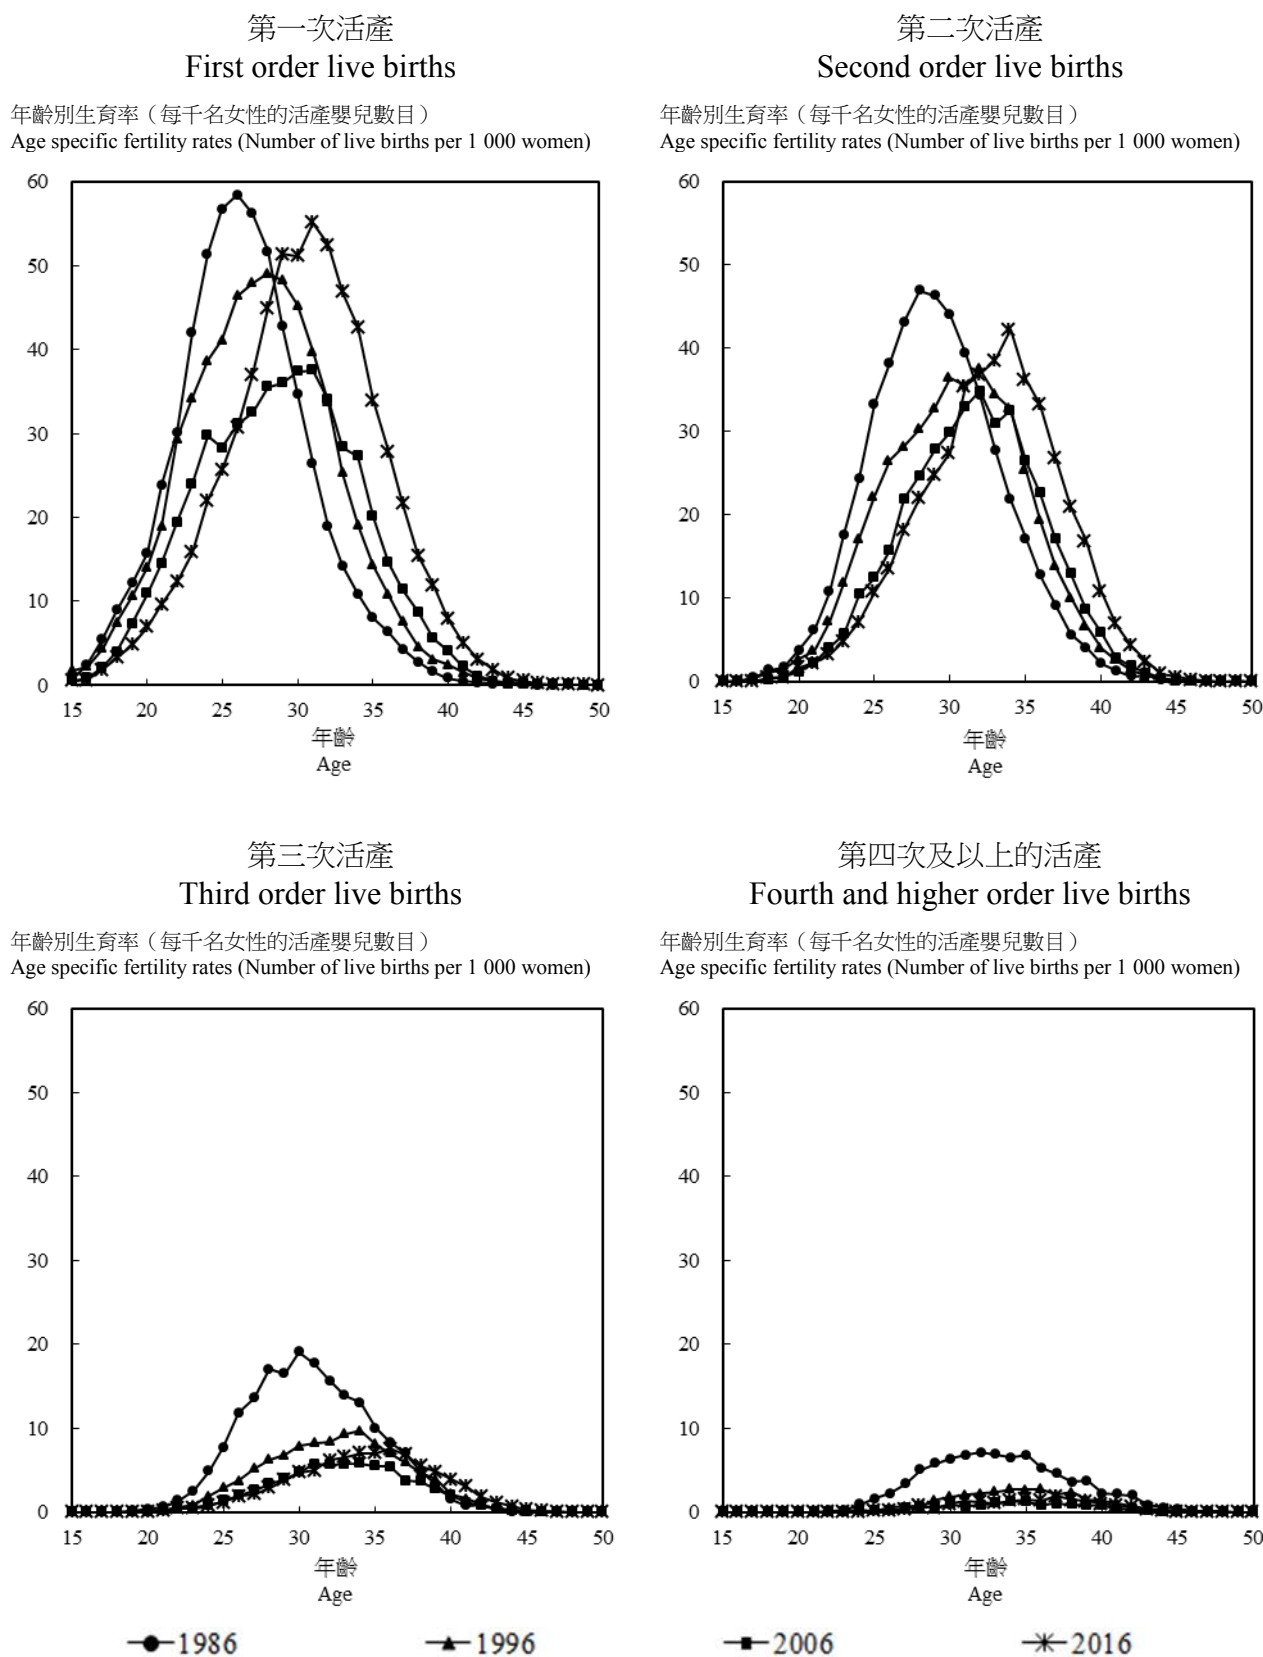 第一次活產
First order live births
年齡別生育率（每千名女性的活產嬰兒數目）
Age specific fertility rates (Number of live births per 1 000 women)
60
50
40
30
20
10
0
15 20 25 30 35 40 45 50
年齡
Age
第二次活產
Second order live births
年齡別生育率（每千名女性的活產嬰兒數目）
Age specific fertility rates (Number of live births per 1 000 women)
60
50
40
30
20
10
0
15 20 25 30 35 40 45 50
年齡
Age
第三次活產
Third order live births
年齡別生育率（每千名女性的活產嬰兒數目）
Age specific fertility rates (Number of live births per 1 000 women)
60
50
40
30
20
10
0
15 20 25 30 35 40 45 50
年齡
Age
第四次及以上的活產
Fourth and higher order live births
年齡別生育率（每千名女性的活產嬰兒數目）
Age specific fertility rates (Number of live births per 1 000 women)
60
50
40
30
20
10
0
15 20 25 30 35 40 45 50
年齡
Age
1986 1996 2006 2016